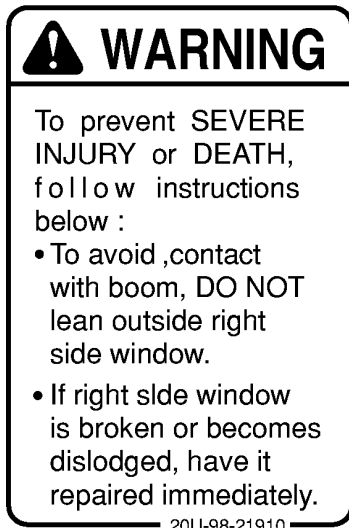 WARNING
To prevent SEVERE
INJURY or DEATH,
follow instructions
below :
• To avoid ,contact
with boom, DO NOT
lean outside right
side window.
• If right slde window
is broken or becomes
dislodged, have it
repaired immediately.
20U-98-21910